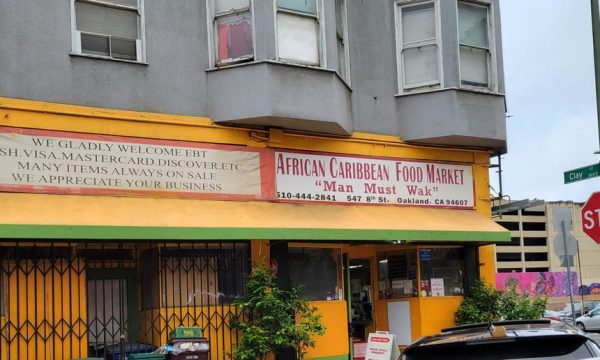 WE GLADLY WELCOME EBT
SH.VISA.MASTERCARD.DISCOVER.ETC
MANY ITEMS ALWAYS ON SALE
WE APPRECIATE YOUR BUSINESS
AFRICAN CARIBBEAN FOOD MARKET
"Man Must Wak"
510-444-2841 547 8th St. Oakland, CA 94607
Clay
ST